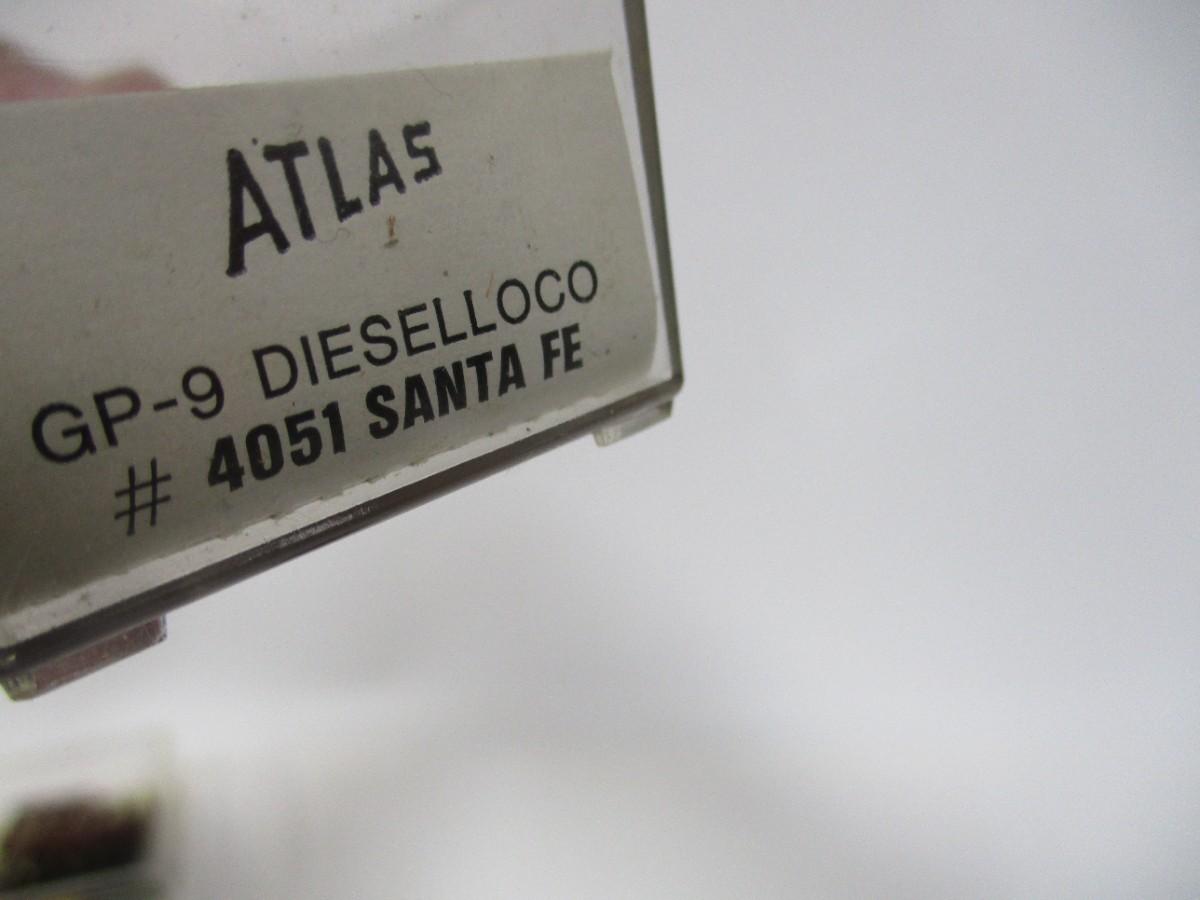 ATLAS
GP-9 DIESELLOCO
# 4051 SANTA FE